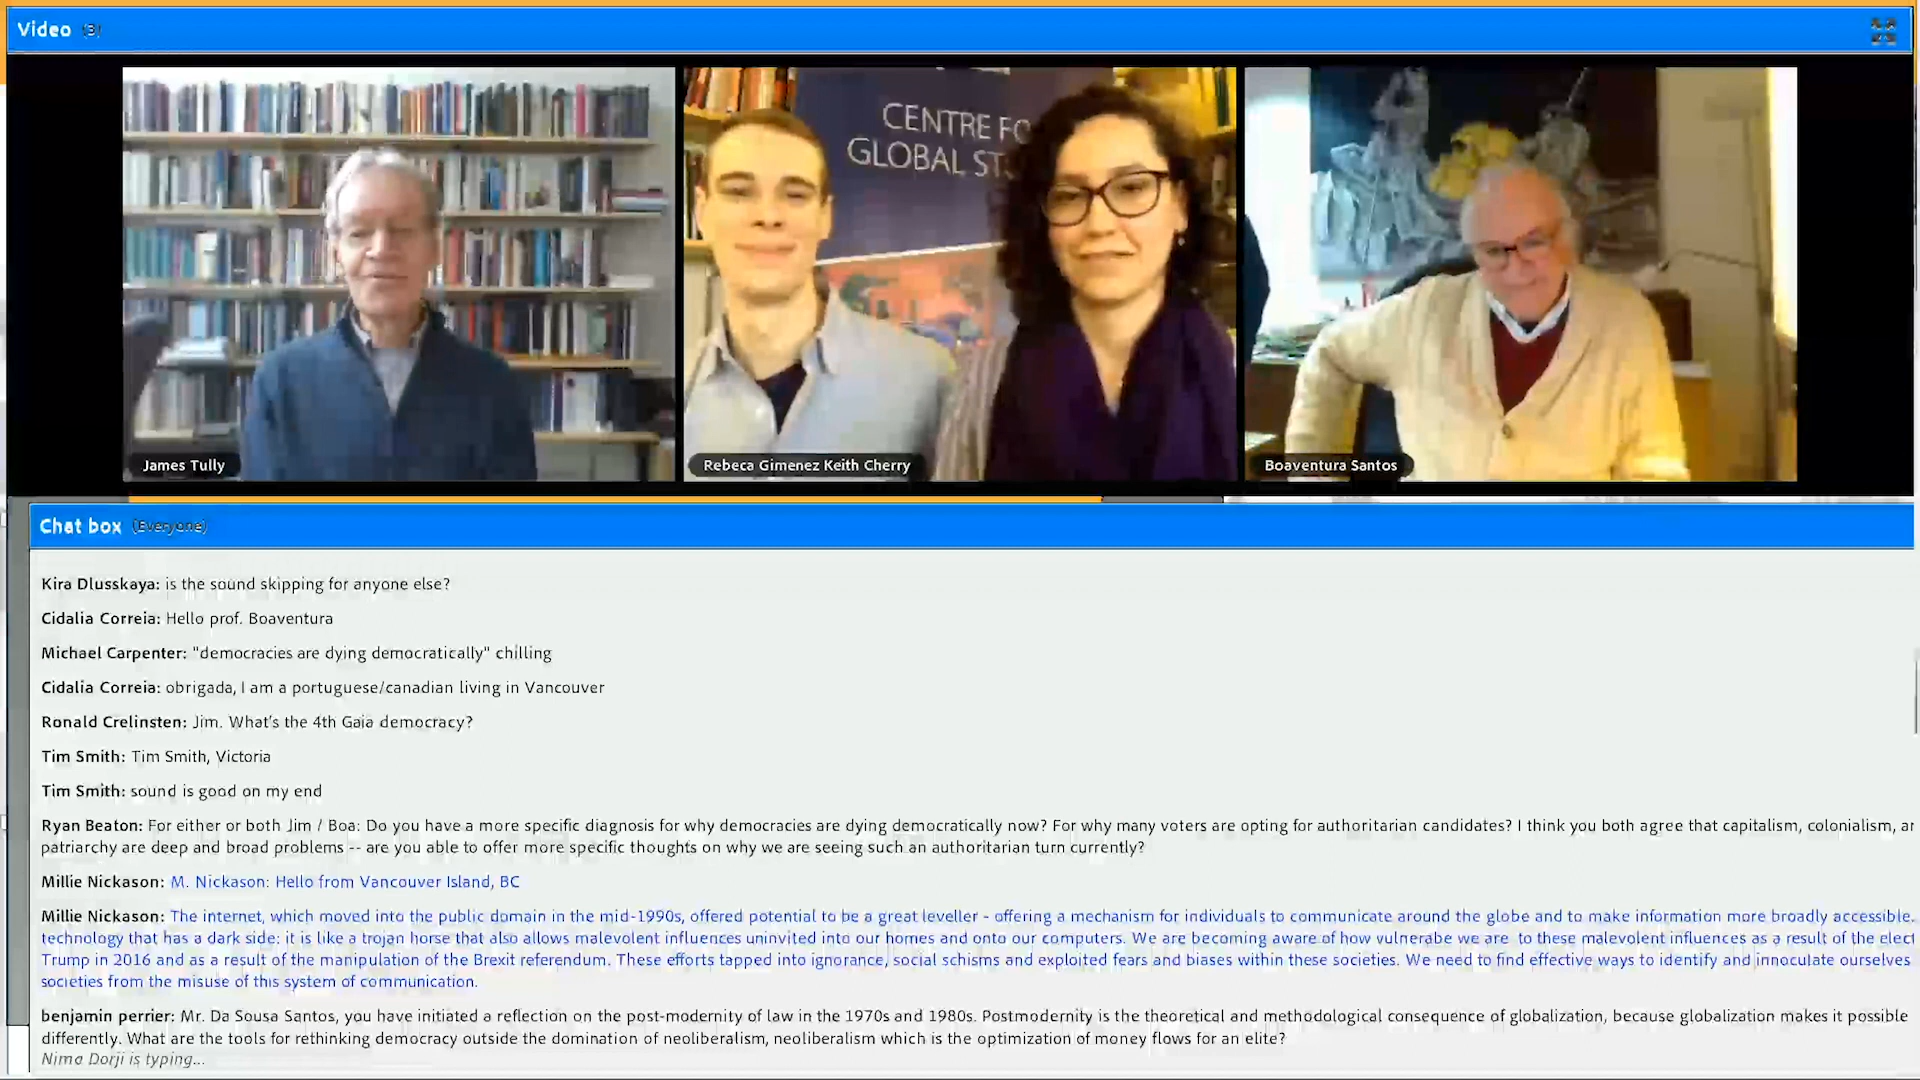 Video (3)
CENTRE FO
GLOBAL ST
James Tully
Rebeca Gimenez Keith Cherry
Boaventura Santos
Chat box (Everyone)
Kira Dlusskaya: is the sound skipping for anyone else?
Cidalia Correia: Hello prof. Boaventura
Michael Carpenter: "democracies are dying democratically" chilling
Cidalia Correia: obrigada, I am a portuguese/canadian living in Vancouver
Ronald Crelinsten: Jim. What's the 4th Gaia democracy?
Tim Smith: Tim Smith, Victoria
Tim Smith: sound is good on my end
Ryan Beaton: For either or both Jim / Boa: Do you have a more specific diagnosis for why democracies are dying democratically now? For why many voters are opting for authoritarian candidates? I think you both agree that capitalism, colonialism, ar
patriarchy are deep and broad problems -- are you able to offer more specific thoughts on why we are seeing such an authoritarian turn currently?
Millie Nickason: M. Nickason: Hello from Vancouver Island, BC
Millie Nickason: The internet, which moved into the public domain in the mid-1990s, offered potential to be a great leveller - offering a mechanism for individuals to communicate around the globe and to make information more broadly accessible.
technology that has a dark side: it is like a trojan horse that also allows malevolent influences uninvited into our homes and onto our computers. We are becoming aware of how vulnerabe we are to these malevolent influences as a result of the elect
Trump in 2016 and as a result of the manipulation of the Brexit referendum. These efforts tapped into ignorance, social schisms and exploited fears and biases within these societies. We need to find effective ways to identify and innoculate ourselves
societies from the misuse of this system of communication.
benjamin perrier: Mr. Da Sousa Santos, you have initiated a reflection on the post-modernity of law in the 1970s and 1980s. Postmodernity is the theoretical and methodological consequence of globalization, because globalization makes it possible
differently. What are the tools for rethinking democracy outside the domination of neoliberalism, neoliberalism which is the optimization of money flows for an elite?
Nima Dorji is typing...